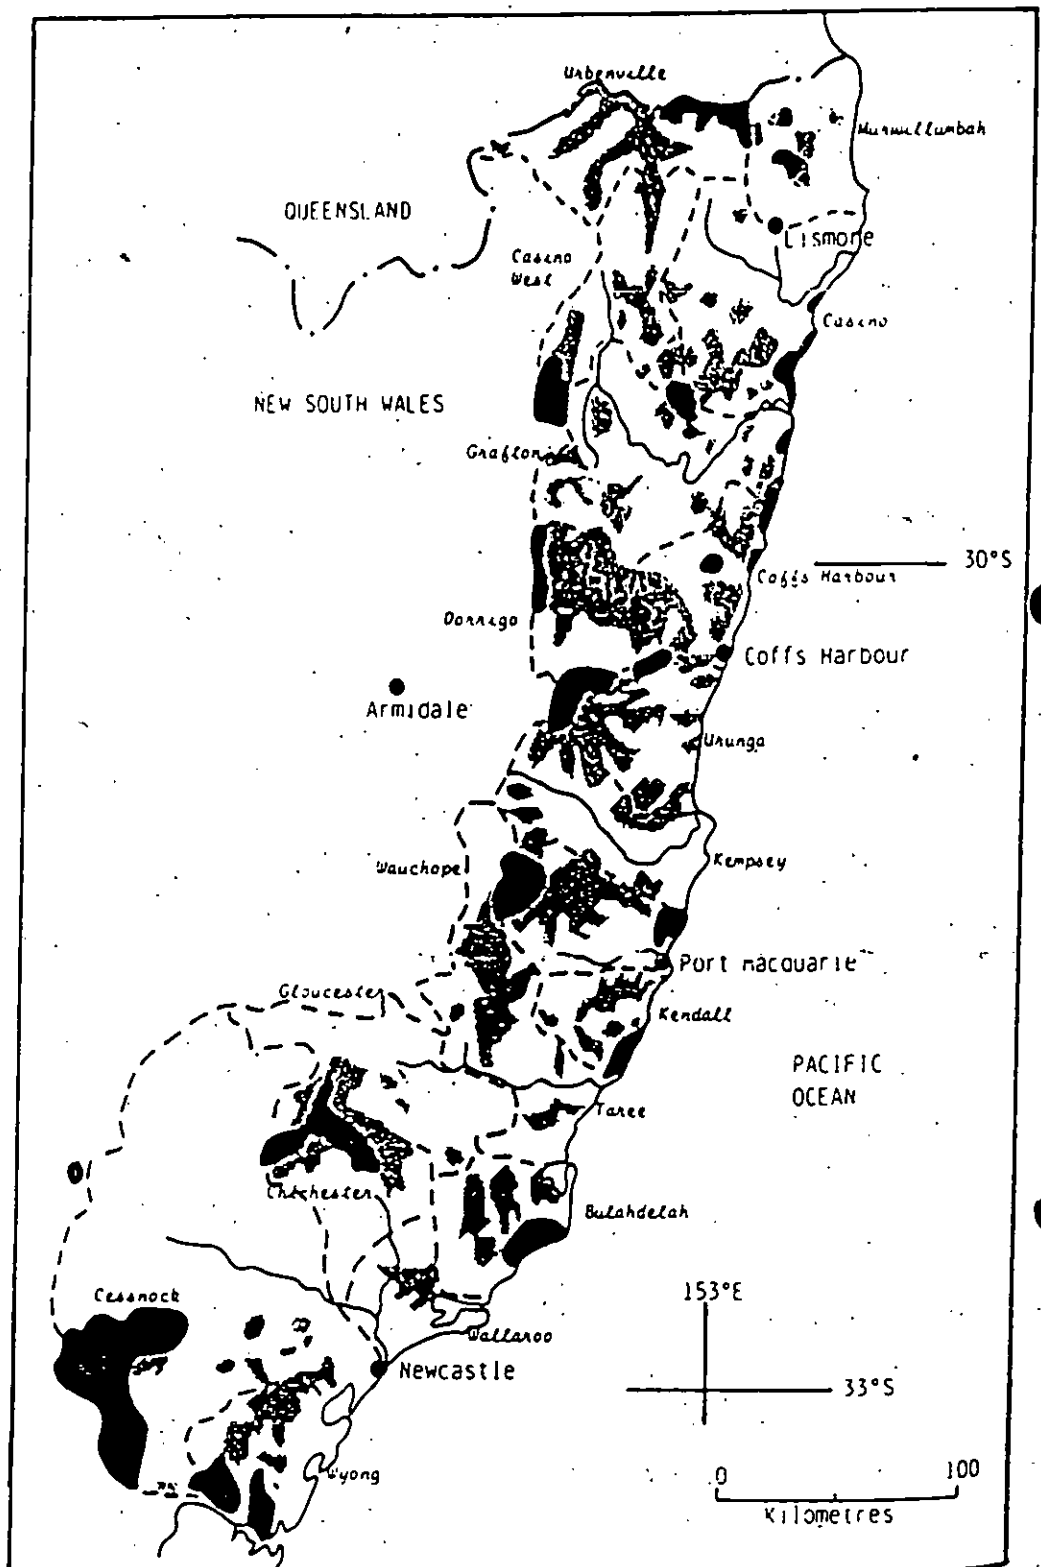 Urbenville
Murwillumbah
QUEENSLAND
Lismore
Casino
West
Casino
NEW SOUTH WALES
Grafton
30°S
Coffs Harbour
Dorrigo
Coffs Harbour
Armidale
Urunga
Wauchope
Kempsey
Port Macquarie
Gloucester
Kendall
PACIFIC
OCEAN
Taree
Chichester
Bulahdelah
153°E
Cessnock
Wallaroo
Newcastle
33°S
Wyong
0
100
Kilometres